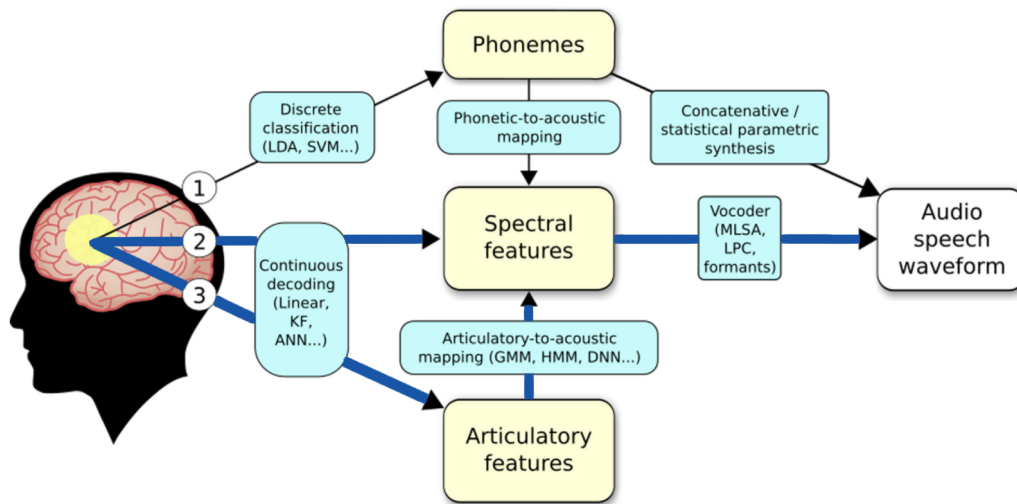 Phonemes
Discrete
classification
(LDA, SVM...)
Phonetic-to-acoustic
mapping
Concatenative /
statistical parametric
synthesis
1
2
3
Continuous
decoding
(Linear,
KF,
ANN...)
Spectral
features
Vocoder
(MLSA,
LPC,
formants)
Audio
speech
waveform
Articulatory-to-acoustic
mapping (GMM, HMM, DNN...)
Articulatory
features